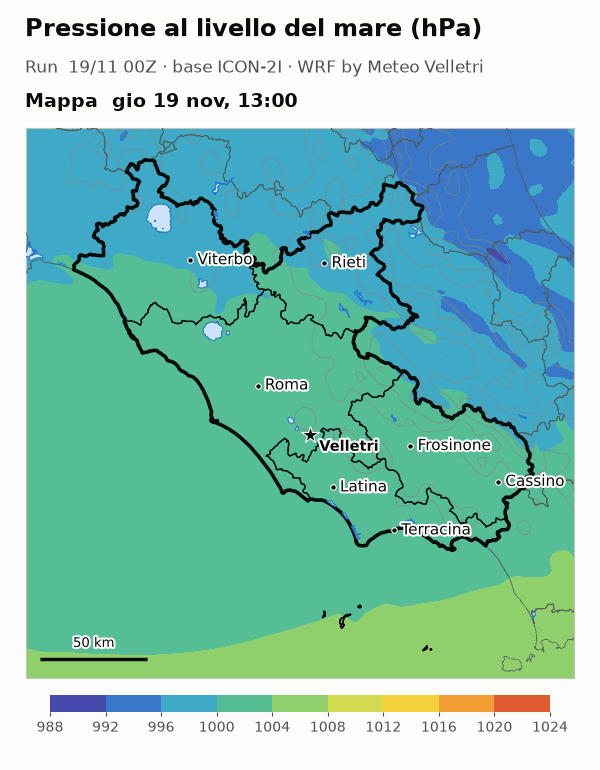 Pressione al livello del mare (hPa)
Run  19/11 00Z · base ICON-2I · WRF by Meteo Velletri
Mappa  gio 19 nov, 13:00
Viterbo
Rieti
Roma
Velletri
Frosinone
Latina
Cassino
Terracina
50 km
988 992 996 1000 1004 1008 1012 1016 1020 1024